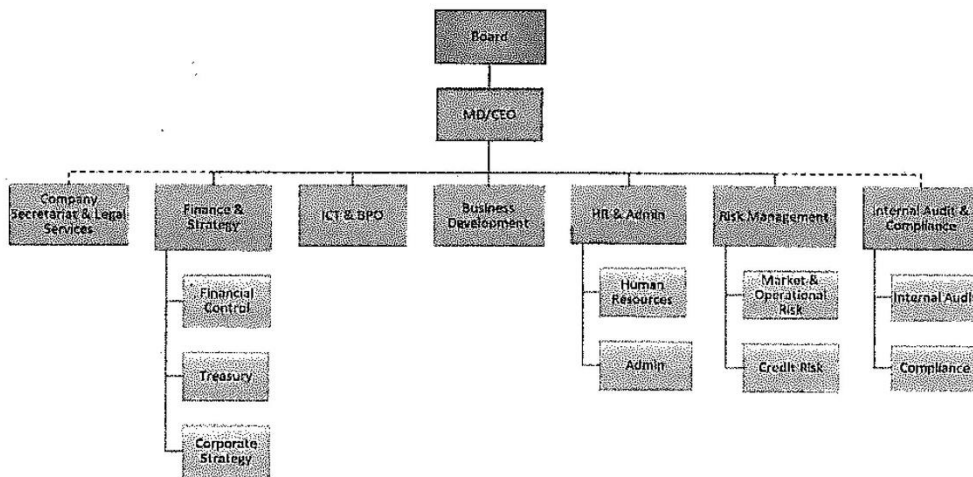 Board
MD/CEO
Company
Secretariat & Legal
Services
Finance &
Strategy
ICT & BPO
Business
Development
HR & Admin
Risk Management
Internal Audit &
Compliance
Financial
Control
Human
Resources
Market &
Operational
Risk
Internal Audit
Treasury
Admin
Credit Risk
Compliance
Corporate
Strategy